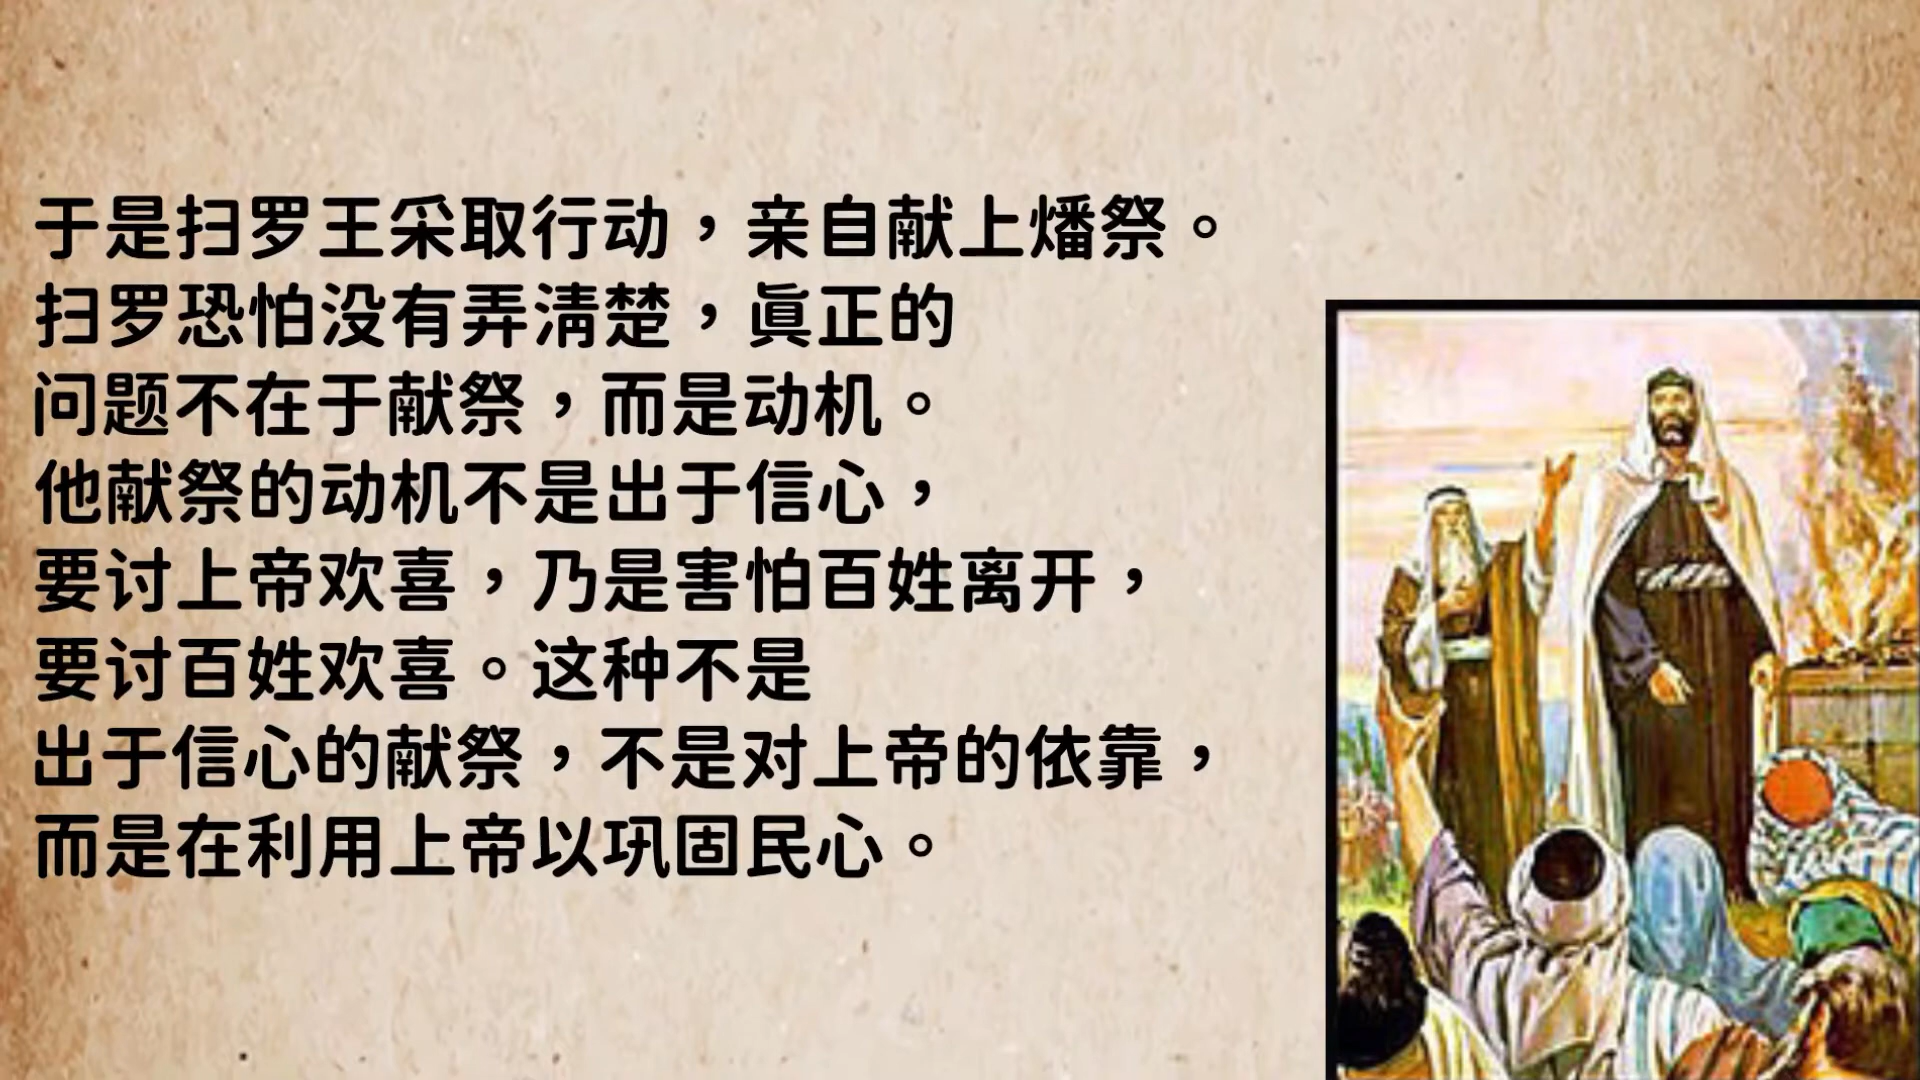 于是扫罗王采取行动，亲自献上燔祭。
扫罗恐怕没有弄清楚，真正的
问题不在于献祭，而是动机。
他献祭的动机不是出于信心，
要讨上帝欢喜，乃是害怕百姓离开，
要讨百姓欢喜。这种不是
出于信心的献祭，不是对上帝的依靠，
而是在利用上帝以巩固民心。